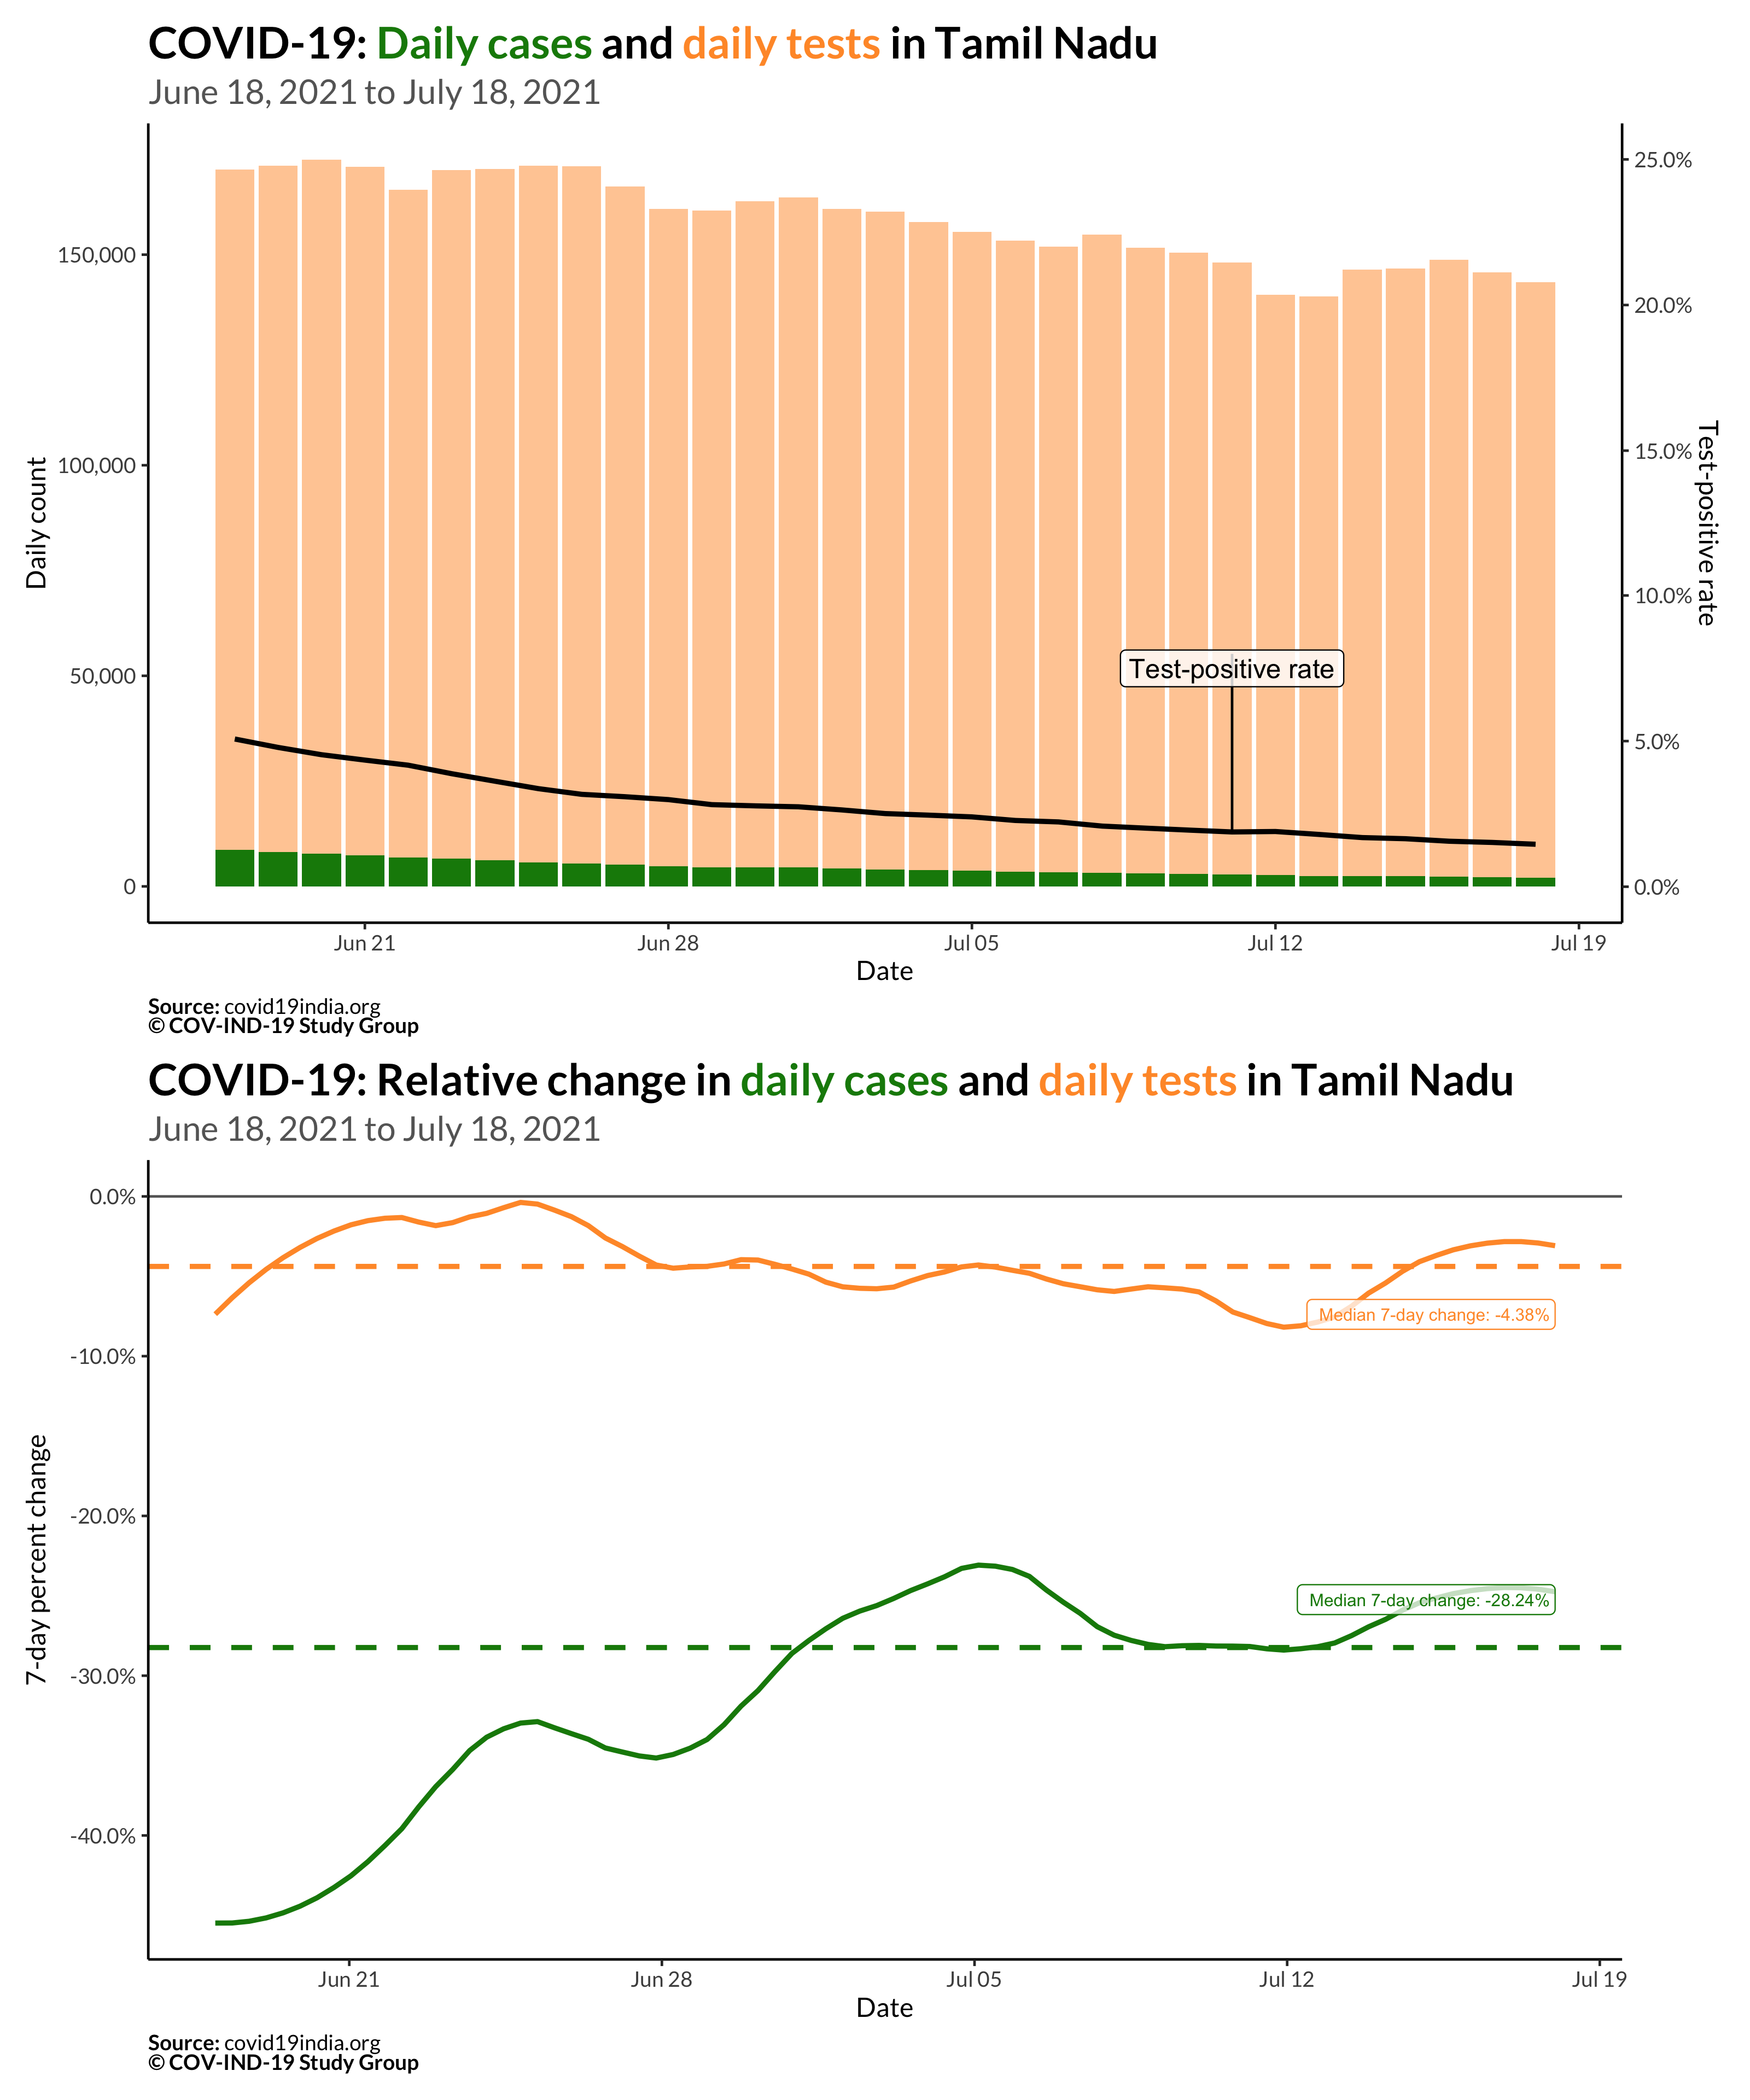 COVID-19: Daily cases and daily tests in Tamil Nadu
June 18, 2021 to July 18, 2021
Daily count
150,000
100,000
50,000
0
25.0%
20.0%
15.0%
10.0%
5.0%
0.0%
Test-positive rate
Test-positive rate
Jun 21
Jun 28
Jul 05
Jul 12
Jul 19
Date
Source: covid19india.org
© COV-IND-19 Study Group
COVID-19: Relative change in daily cases and daily tests in Tamil Nadu
June 18, 2021 to July 18, 2021
7-day percent change
0.0%
-10.0%
-20.0%
-30.0%
-40.0%
Median 7-day change: -4.38%
Median 7-day change: -28.24%
Jun 21
Jun 28
Jul 05
Jul 12
Jul 19
Date
Source: covid19india.org
© COV-IND-19 Study Group